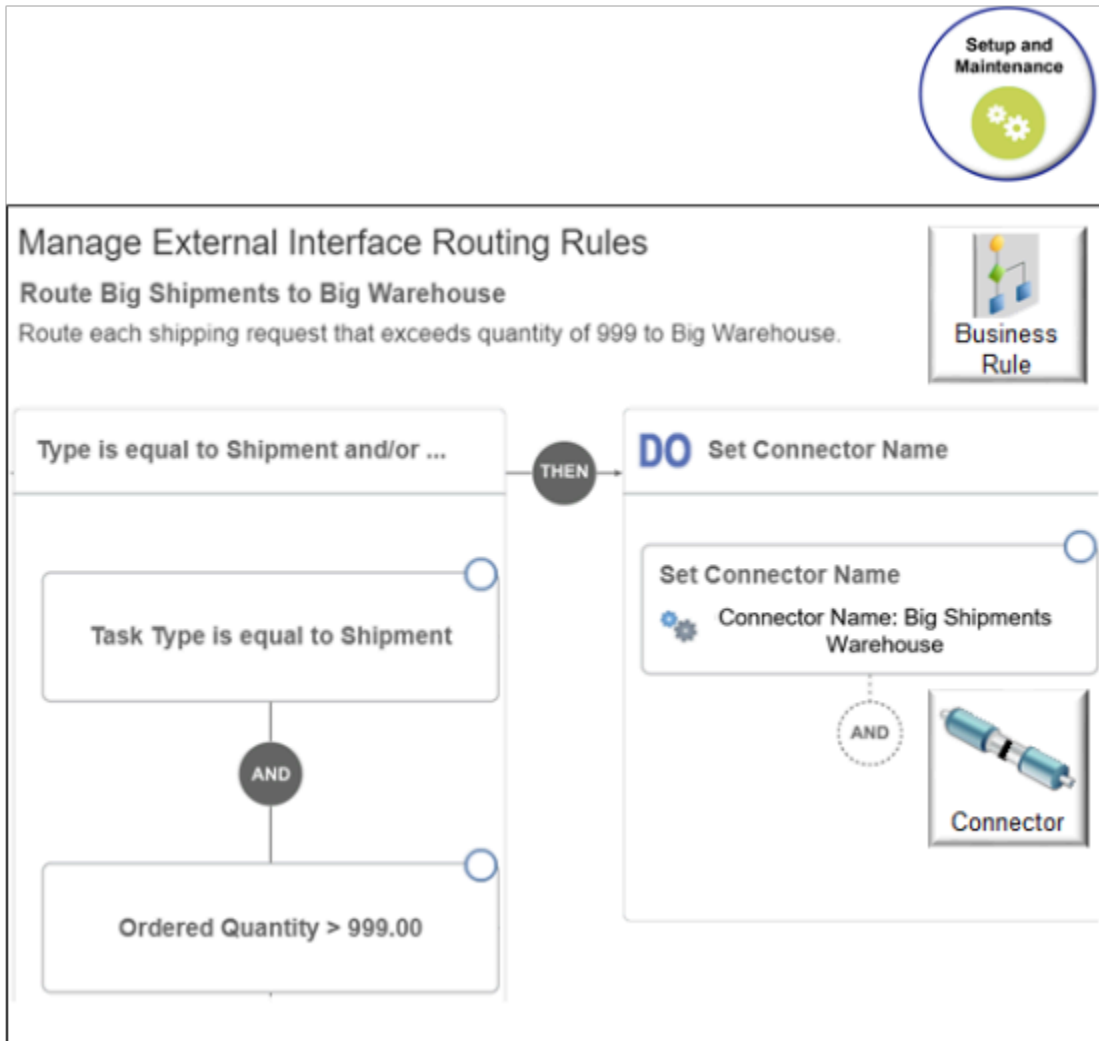 Setup and
Maintenance
Manage External Interface Routing Rules
Route Big Shipments to Big Warehouse
Route each shipping request that exceeds quantity of 999 to Big Warehouse.
Business
Rule
Type is equal to Shipment and/or ...
THEN
DO Set Connector Name
Task Type is equal to Shipment
Set Connector Name
Connector Name: Big Shipments
Warehouse
AND
AND
Connector
Ordered Quantity > 999.00